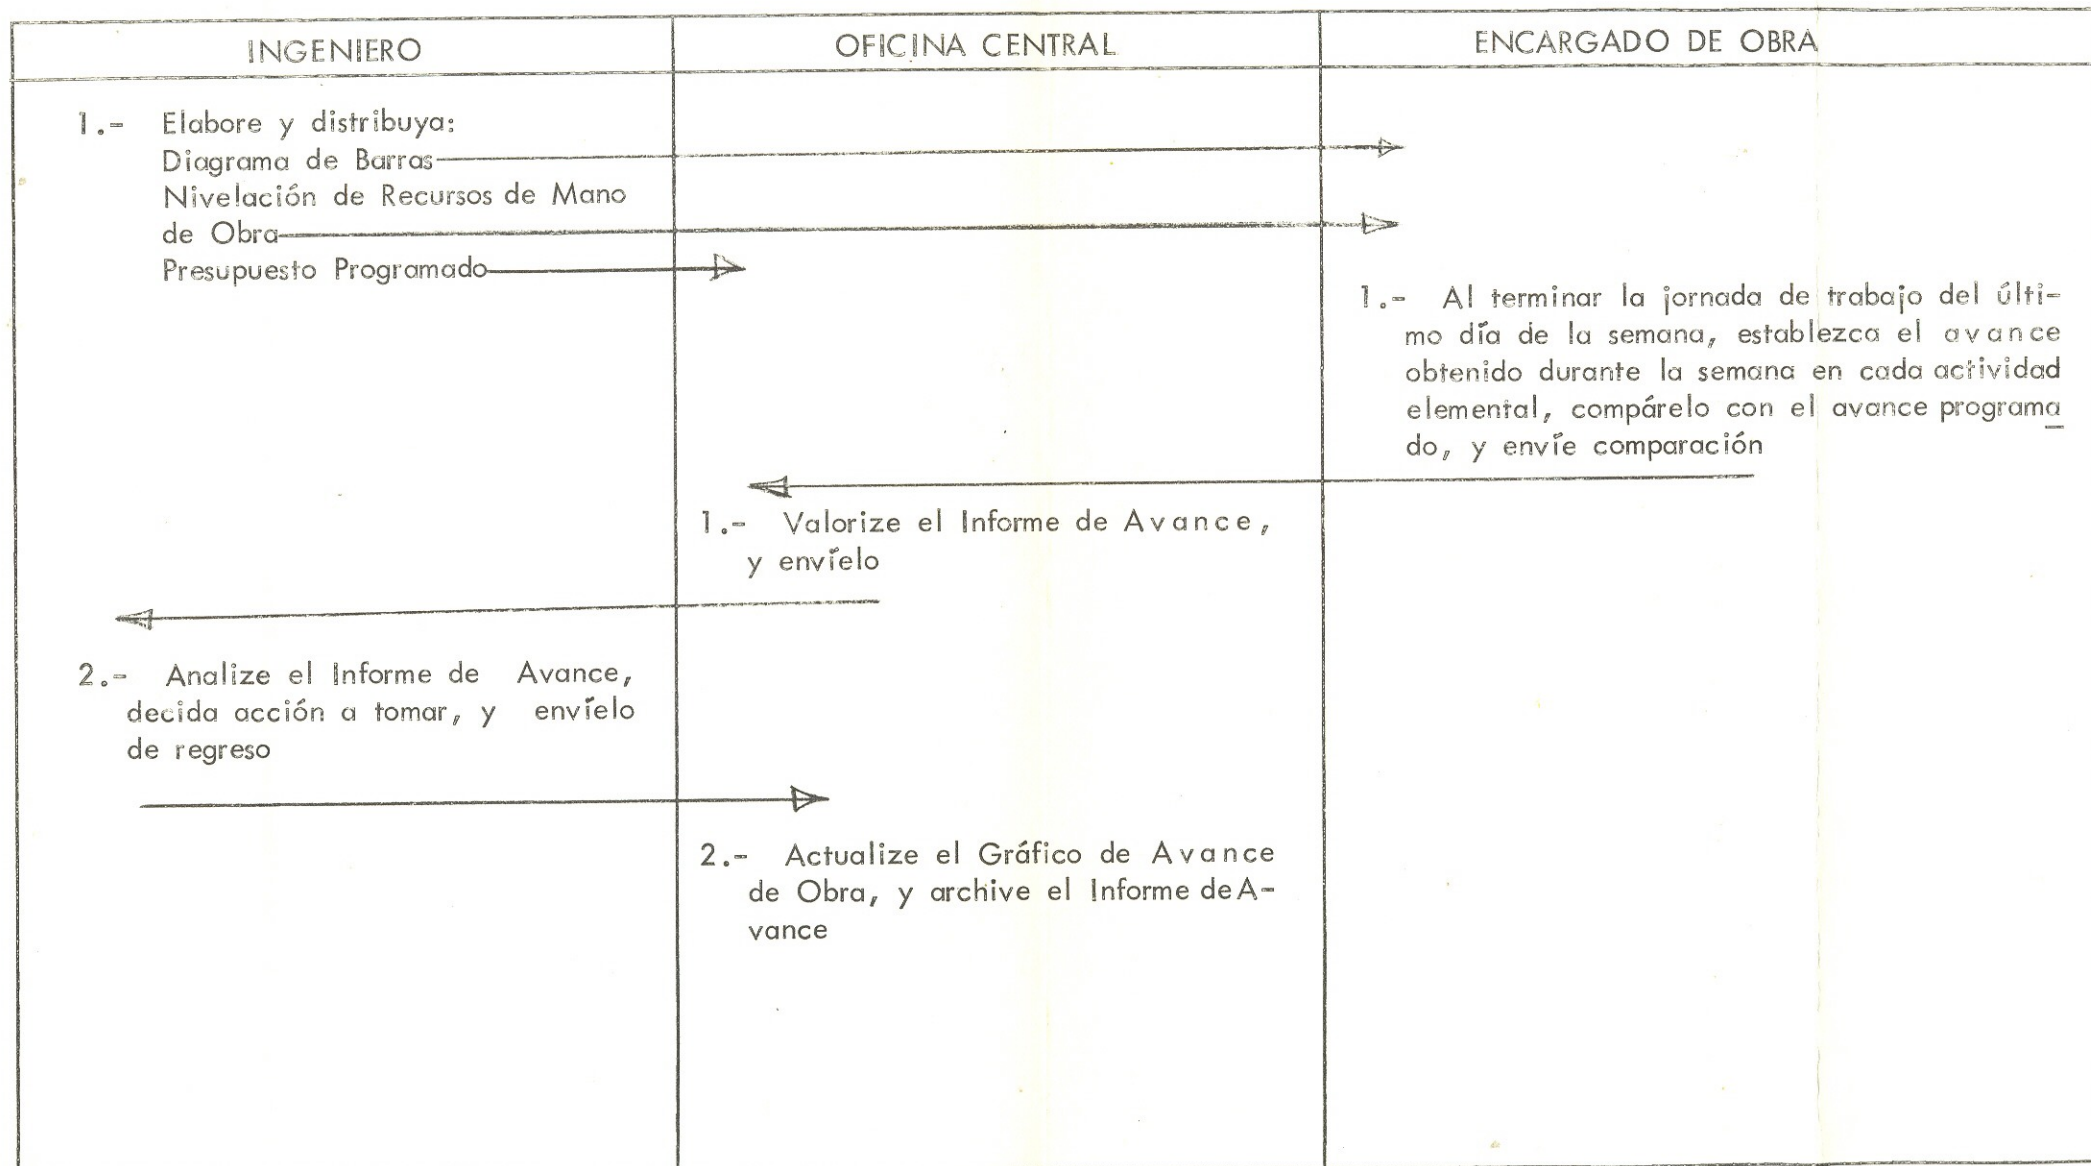 INGENIERO
OFICINA CENTRAL
ENCARGADO DE OBRA
1.- Elabore y distribuya:
Diagrama de Barras
Nivelación de Recursos de Mano
de Obra
Presupuesto Programado
1.- Al terminar la jornada de trabajo del últi-
mo día de la semana, establezca el avance
obtenido durante la semana en cada actividad
elemental, compárelo con el avance programa
do, y envíe comparación
1.- Valorize el Informe de Avance,
y envíelo
2.- Analize el Informe de Avance,
decida acción a tomar, y envíelo
de regreso
2.- Actualize el Gráfico de Avance
de Obra, y archive el Informe de A-
vance